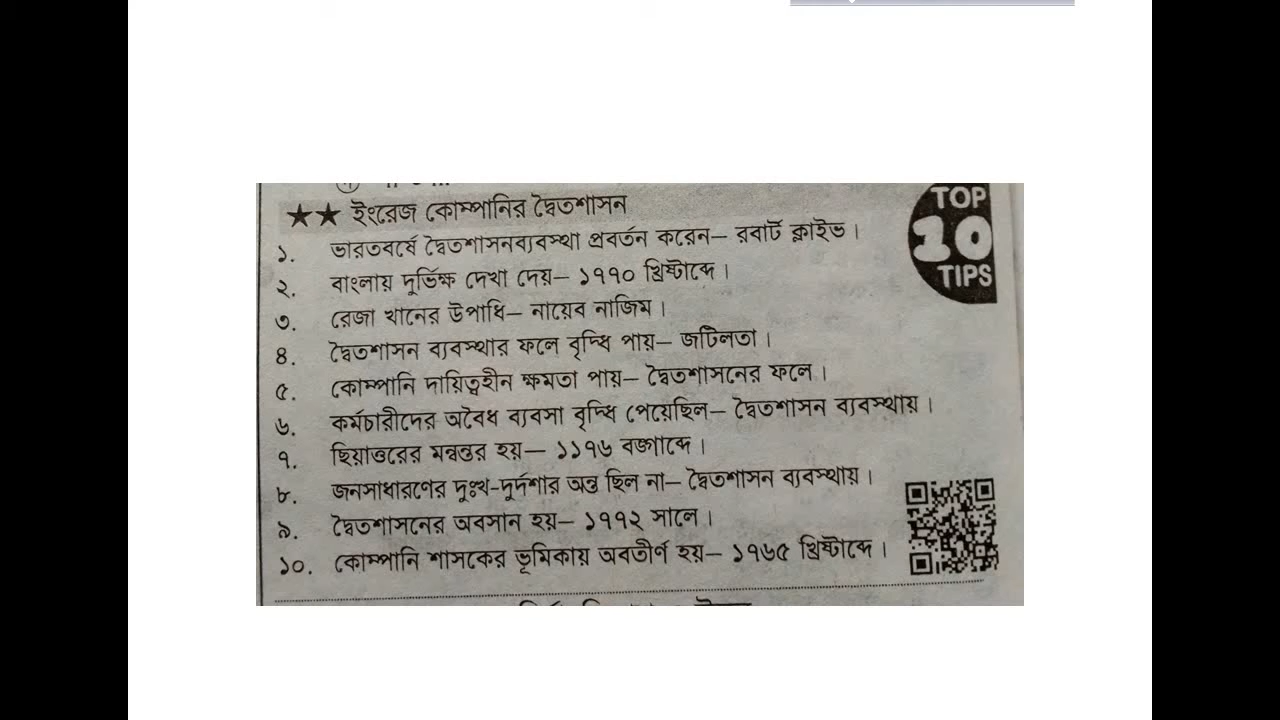 ★★ ইংরেজ কোম্পানির দ্বৈতশাসন
TOP
10
TIPS
১. ভারতবর্ষে দ্বৈতশাসনব্যবস্থা প্রবর্তন করেন– রবার্ট ক্লাইভ।
২. বাংলায় দুর্ভিক্ষ দেখা দেয়– ১৭৭০ খ্রিষ্টাব্দে।
৩. রেজা খানের উপাধি– নায়েব নাজিম।
৪. দ্বৈতশাসন ব্যবস্থার ফলে বৃদ্ধি পায়– জটিলতা।
৫. কোম্পানি দায়িত্বহীন ক্ষমতা পায়– দ্বৈতশাসনের ফলে।
৬. কর্মচারীদের অবৈধ ব্যবসা বৃদ্ধি পেয়েছিল– দ্বৈতশাসন ব্যবস্থায়।
৭. ছিয়াত্তরের মন্বন্তর হয়– ১১৭৬ বঙ্গাব্দে।
৮. জনসাধারণের দুঃখ-দুর্দশার অন্ত ছিল না– দ্বৈতশাসন ব্যবস্থায়।
৯. দ্বৈতশাসনের অবসান হয়– ১৭৭২ সালে।
১০. কোম্পানি শাসকের ভূমিকায় অবতীর্ণ হয়– ১৭৬৫ খ্রিষ্টাব্দে।